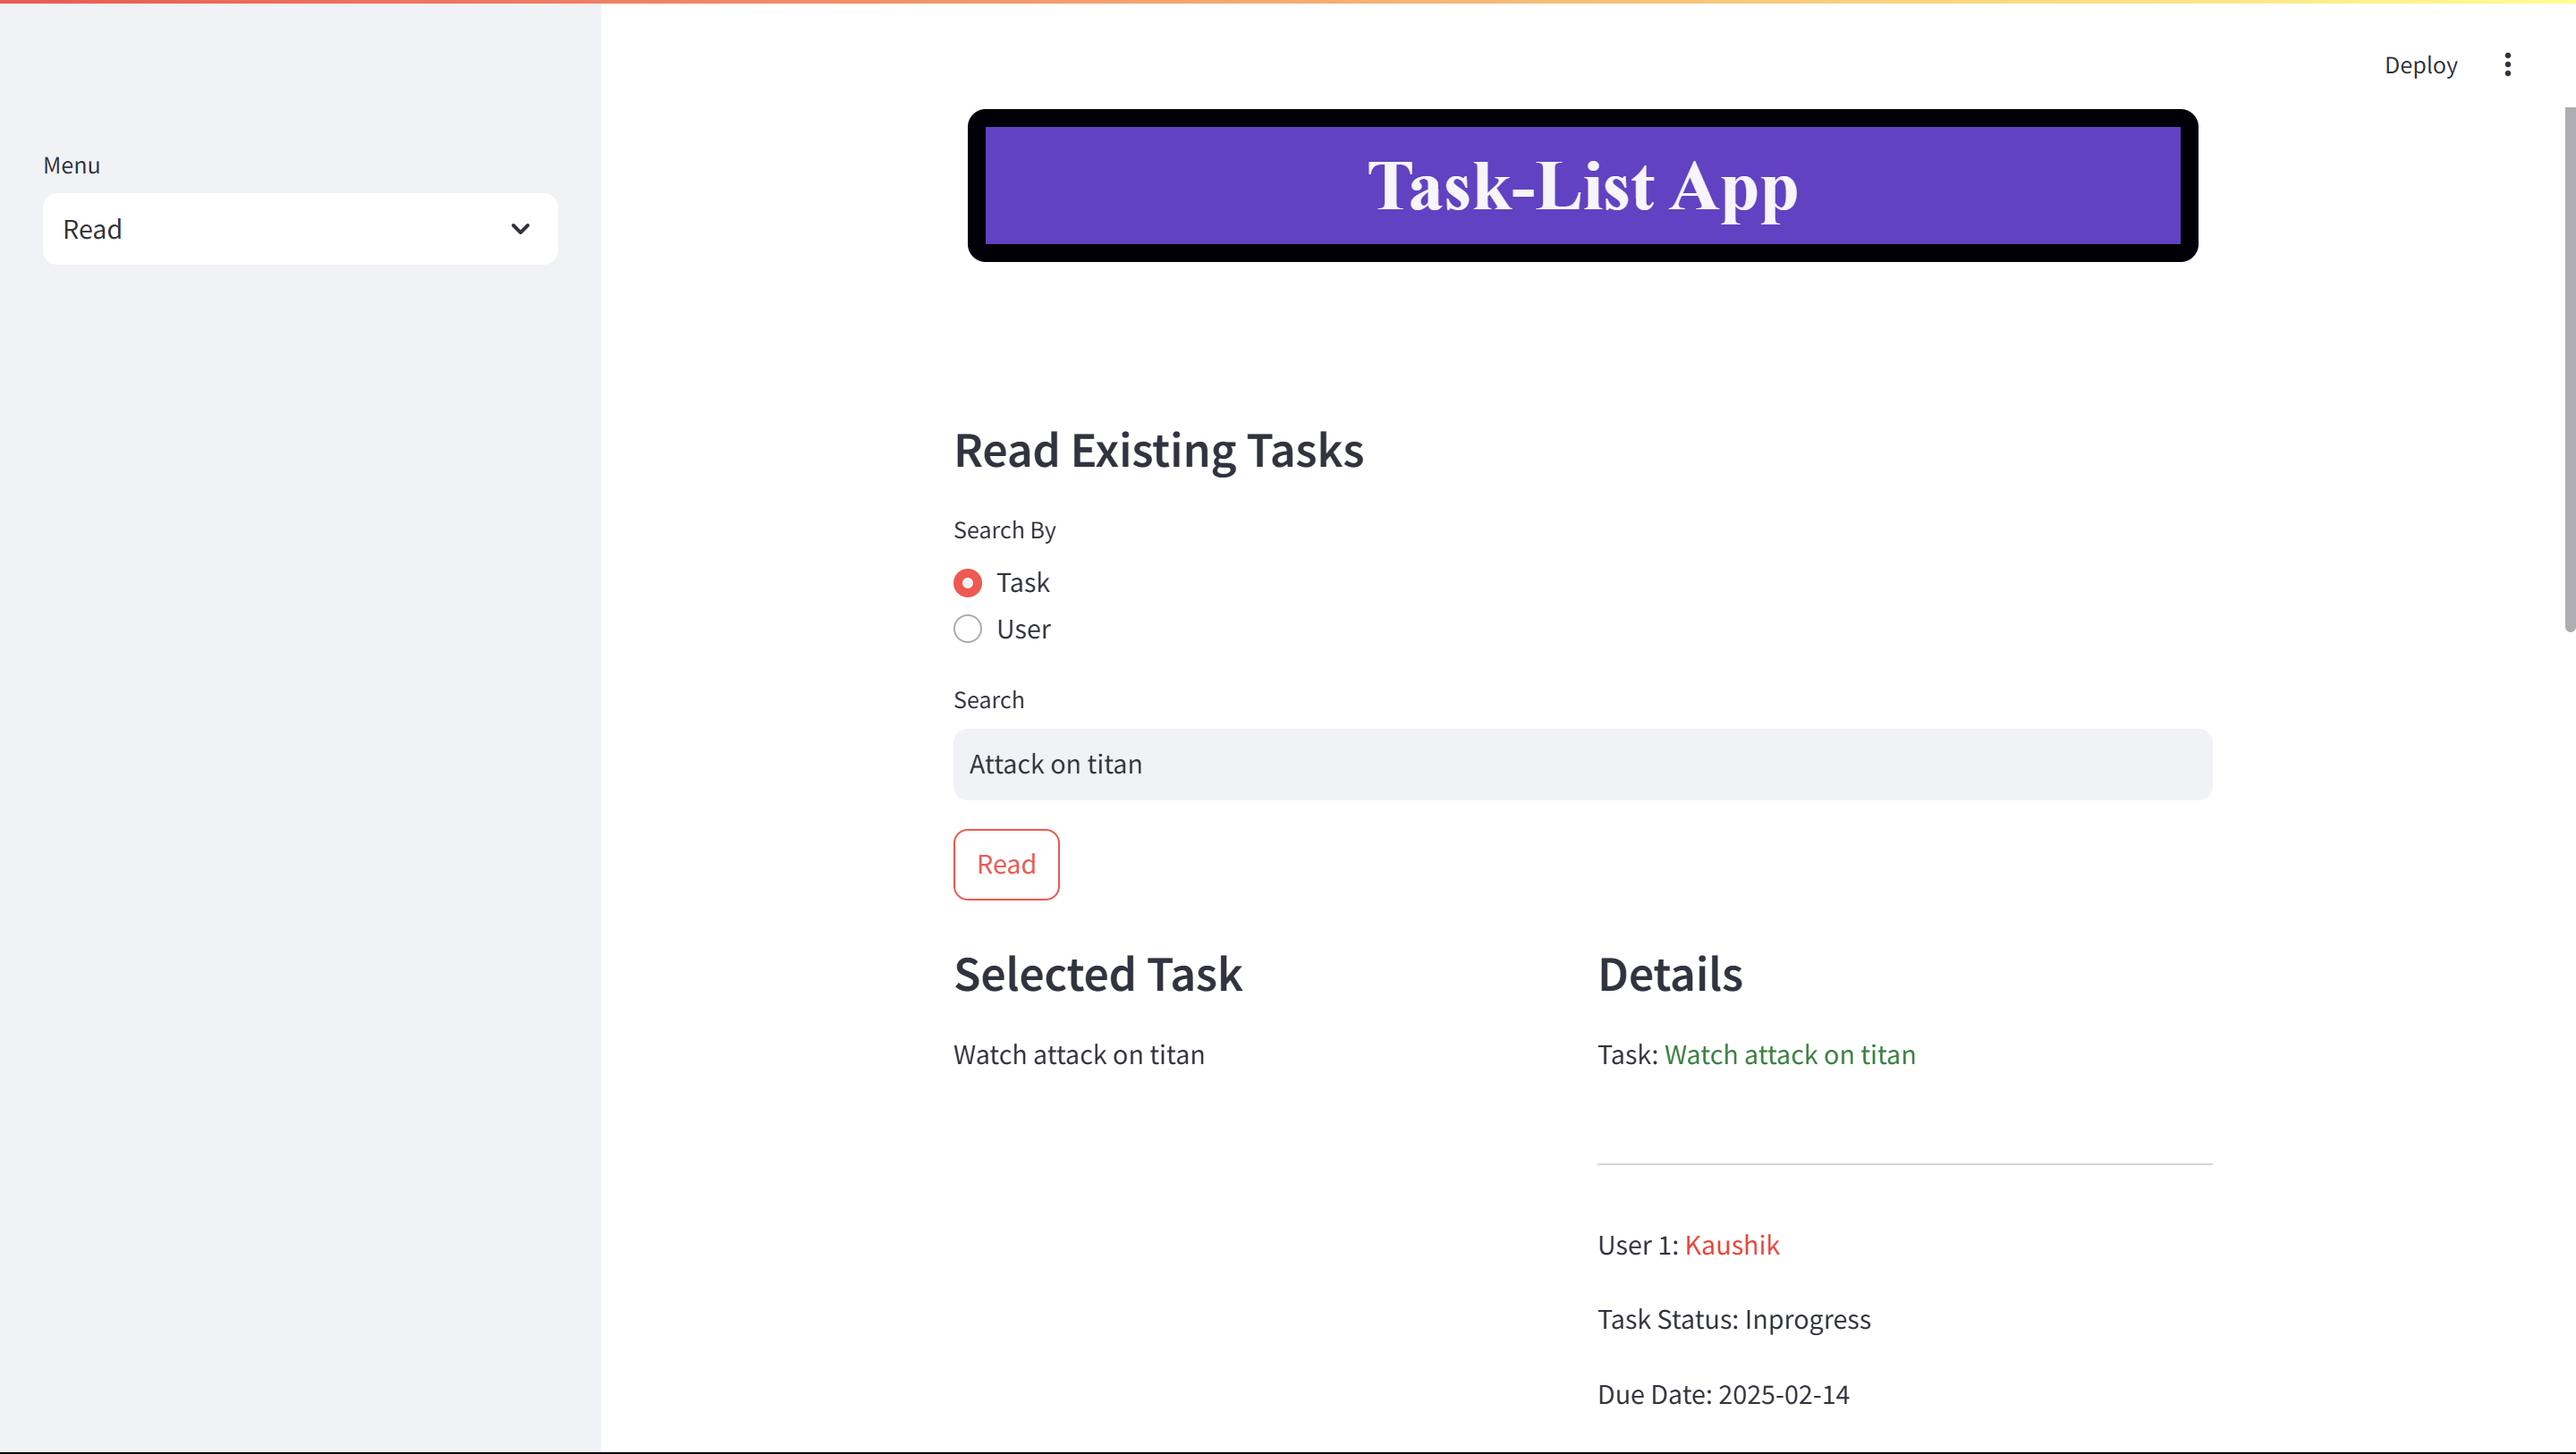 Deploy
Menu
Read
Task-List App
Read Existing Tasks
Search By
Task
User
Search
Attack on titan
Read
Selected Task
Watch attack on titan
Details
Task: Watch attack on titan
User 1: Kaushik
Task Status: Inprogress
Due Date: 2025-02-14